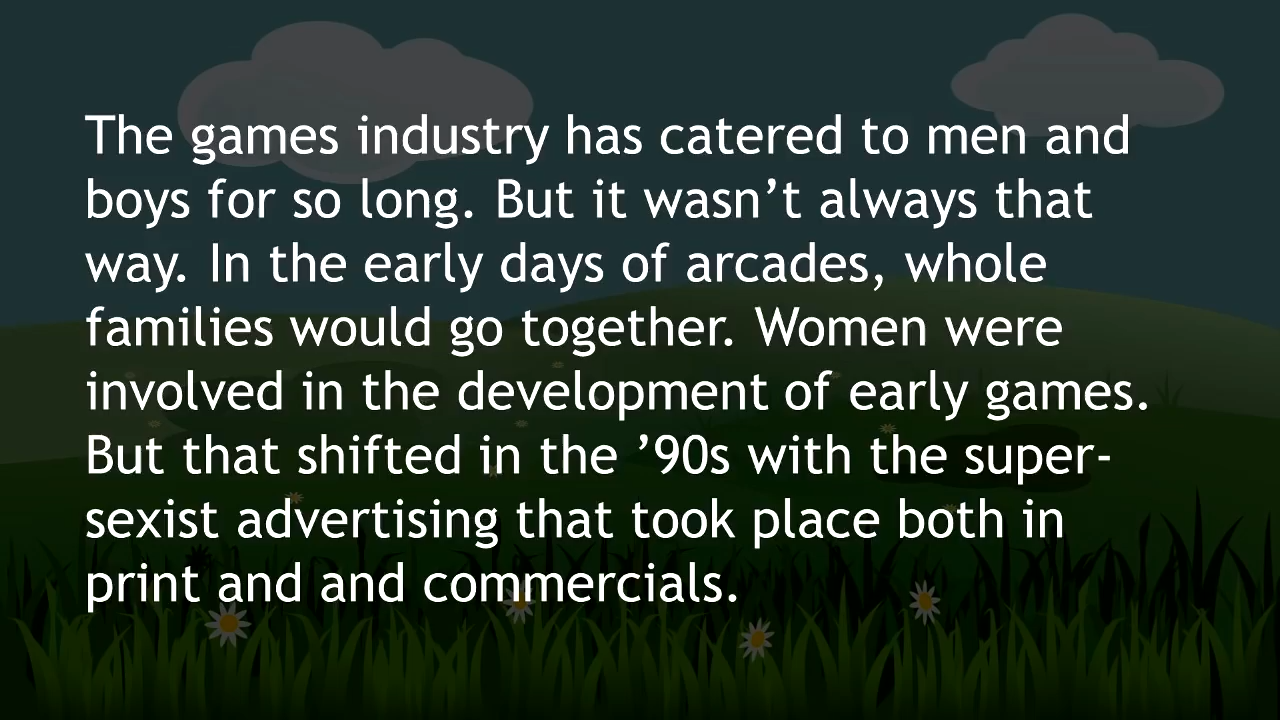 The games industry has catered to men and
boys for so long. But it wasn’t always that
way. In the early days of arcades, whole
families would go together. Women were
involved in the development of early games.
But that shifted in the ’90s with the super-
sexist advertising that took place both in
print and and commercials.